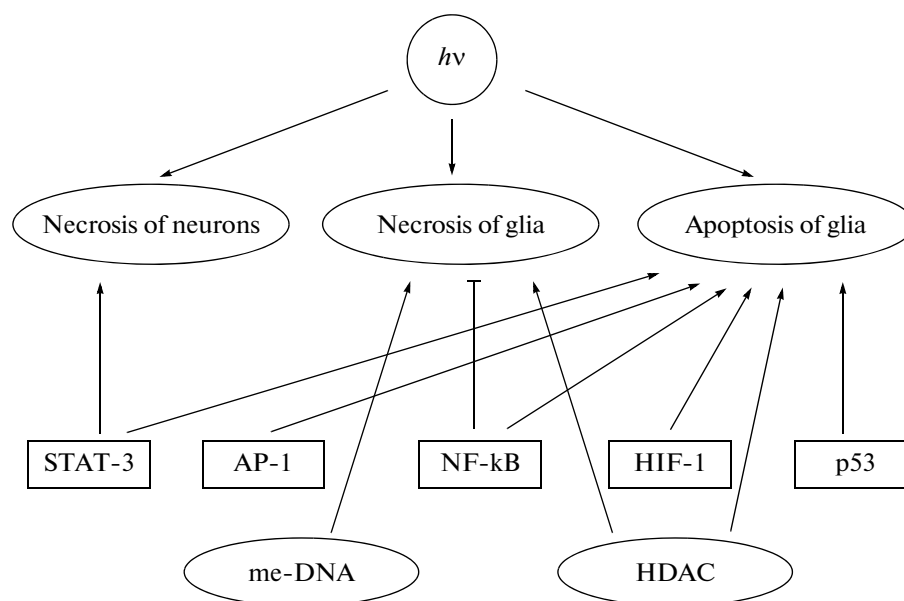 hν
Necrosis of neurons
Necrosis of glia
Apoptosis of glia
STAT-3
AP-1
NF-kB
HIF-1
p53
me-DNA
HDAC